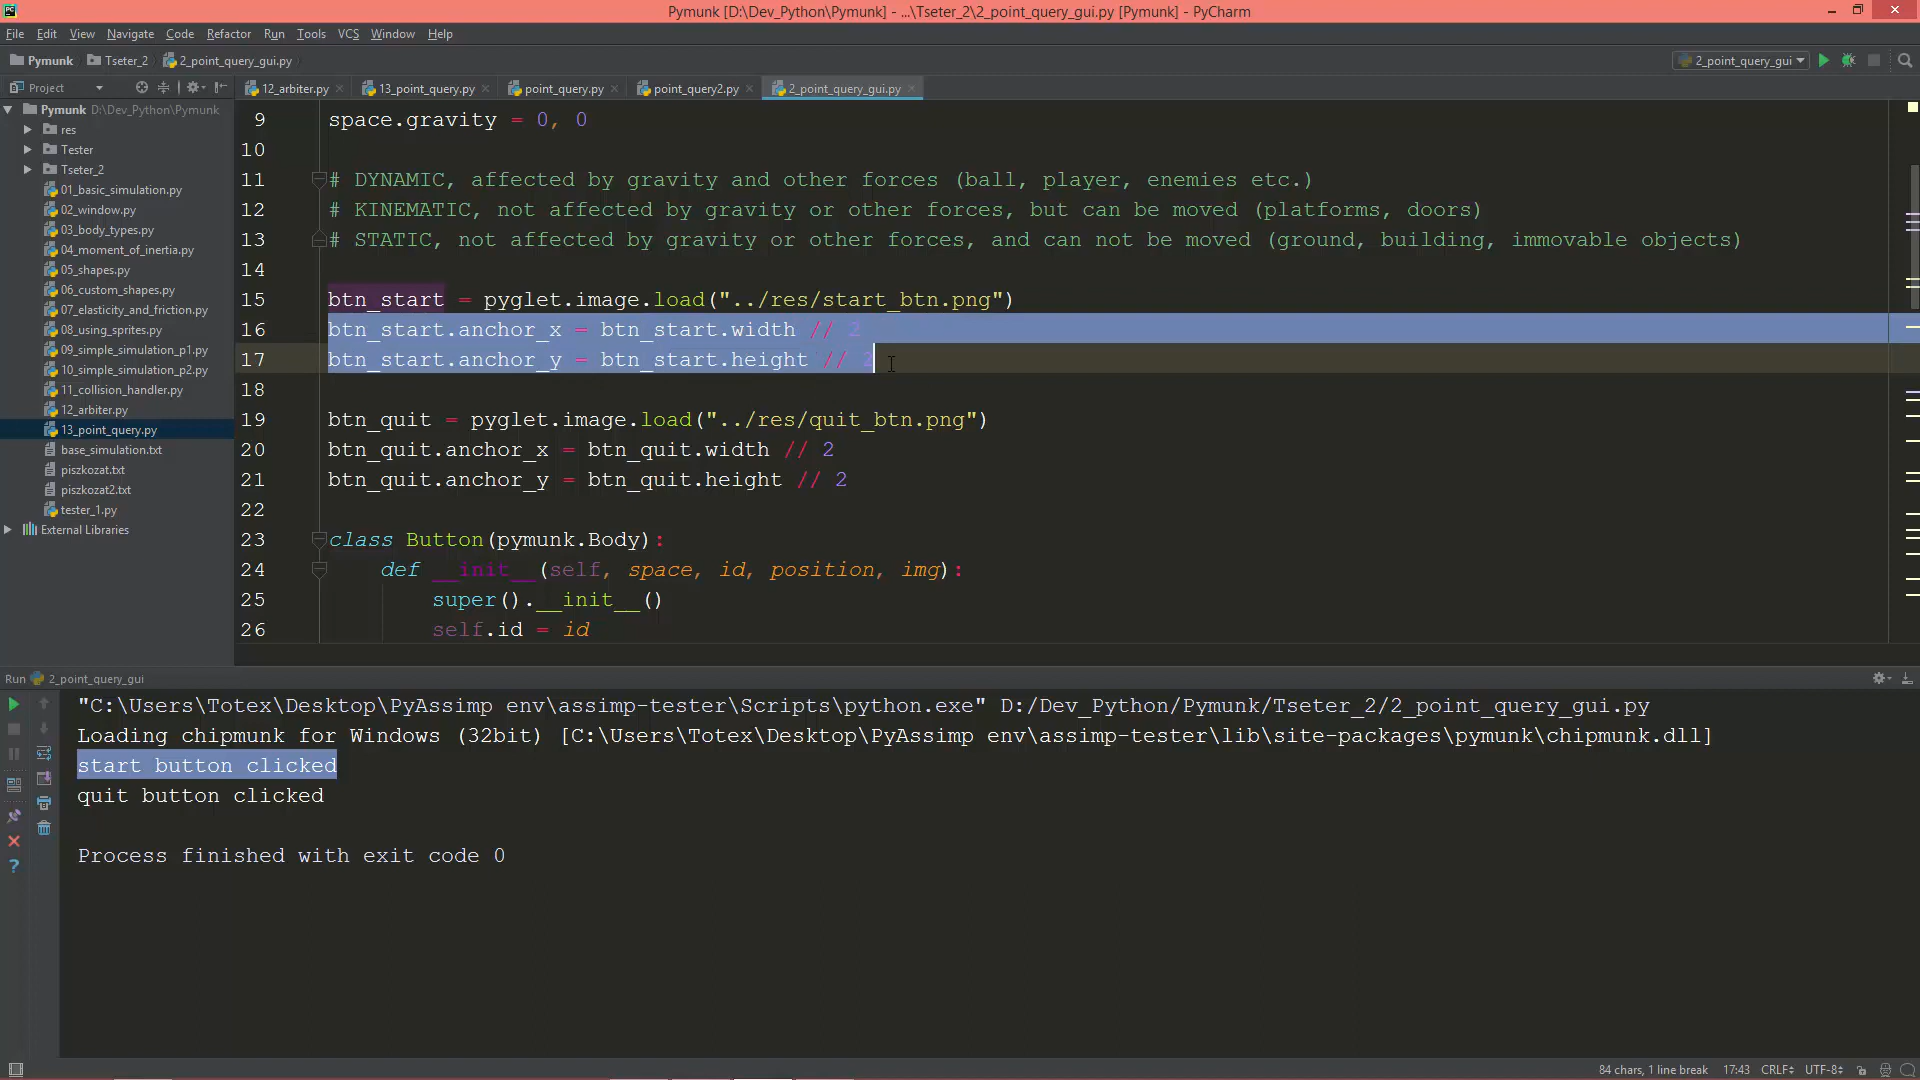 Pymunk [D:\Dev_Python\Pymunk] - ...\Tseter_2\2_point_query_gui.py [Pymunk] - PyCharm
File Edit View Navigate Code Refactor Run Tools VCS Window Help
Pymunk Tseter_2 2_point_query_gui.py
2_point_query_gui
Project
12_arbiter.py 13_point_query.py point_query.py point_query2.py 2_point_query_gui.py
Pymunk D:\Dev_Python\Pymunk
res
Tester
Tseter_2
01_basic_simulation.py
02_window.py
03_body_types.py
04_moment_of_inertia.py
05_shapes.py
06_custom_shapes.py
07_elasticity_and_friction.py
08_using_sprites.py
09_simple_simulation_p1.py
10_simple_simulation_p2.py
11_collision_handler.py
12_arbiter.py
13_point_query.py
base_simulation.txt
piszkozat.txt
piszkozat2.txt
tester_1.py
External Libraries
9 space.gravity = 0, 0
10
11 # DYNAMIC, affected by gravity and other forces (ball, player, enemies etc.)
12 # KINEMATIC, not affected by gravity or other forces, but can be moved (platforms, doors)
13 # STATIC, not affected by gravity or other forces, and can not be moved (ground, building, immovable objects)
14
15 btn_start = pyglet.image.load("../res/start_btn.png")
16 btn_start.anchor_x = btn_start.width // 2
17 btn_start.anchor_y = btn_start.height // 2
18
19 btn_quit = pyglet.image.load("../res/quit_btn.png")
20 btn_quit.anchor_x = btn_quit.width // 2
21 btn_quit.anchor_y = btn_quit.height // 2
22
23 class Button(pymunk.Body):
24 def __init__(self, space, id, position, img):
25 super().__init__()
26 self.id = id
Run 2_point_query_gui
"C:\Users\Totex\Desktop\PyAssimp env\assimp-tester\Scripts\python.exe" D:/Dev_Python/Pymunk/Tseter_2/2_point_query_gui.py
Loading chipmunk for Windows (32bit) [C:\Users\Totex\Desktop\PyAssimp env\assimp-tester\lib\site-packages\pymunk\chipmunk.dll]
start button clicked
quit button clicked
Process finished with exit code 0
84 chars, 1 line break 17:43 CRLF UTF-8